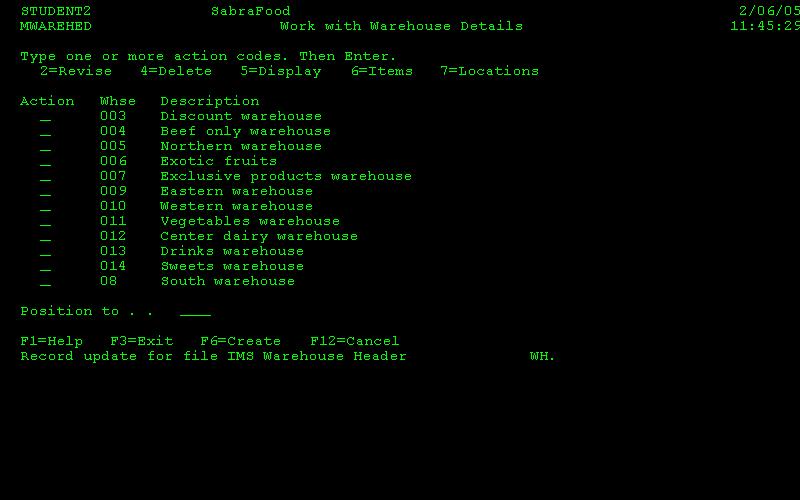 STUDENT2 SabraFood 2/06/05
MWAREHED Work with Warehouse Details 11:45:29
Type one or more action codes. Then Enter.
2=Revise 4=Delete 5=Display 6=Items 7=Locations
Action Whse Description
_ 003 Discount warehouse
_ 004 Beef only warehouse
_ 005 Northern warehouse
_ 006 Exotic fruits
_ 007 Exclusive products warehouse
_ 009 Eastern warehouse
_ 010 Western warehouse
_ 011 Vegetables warehouse
_ 012 Center dairy warehouse
_ 013 Drinks warehouse
_ 014 Sweets warehouse
_ 08 South warehouse
Position to . . ____
F1=Help F3=Exit F6=Create F12=Cancel
Record update for file IMS Warehouse Header WH.